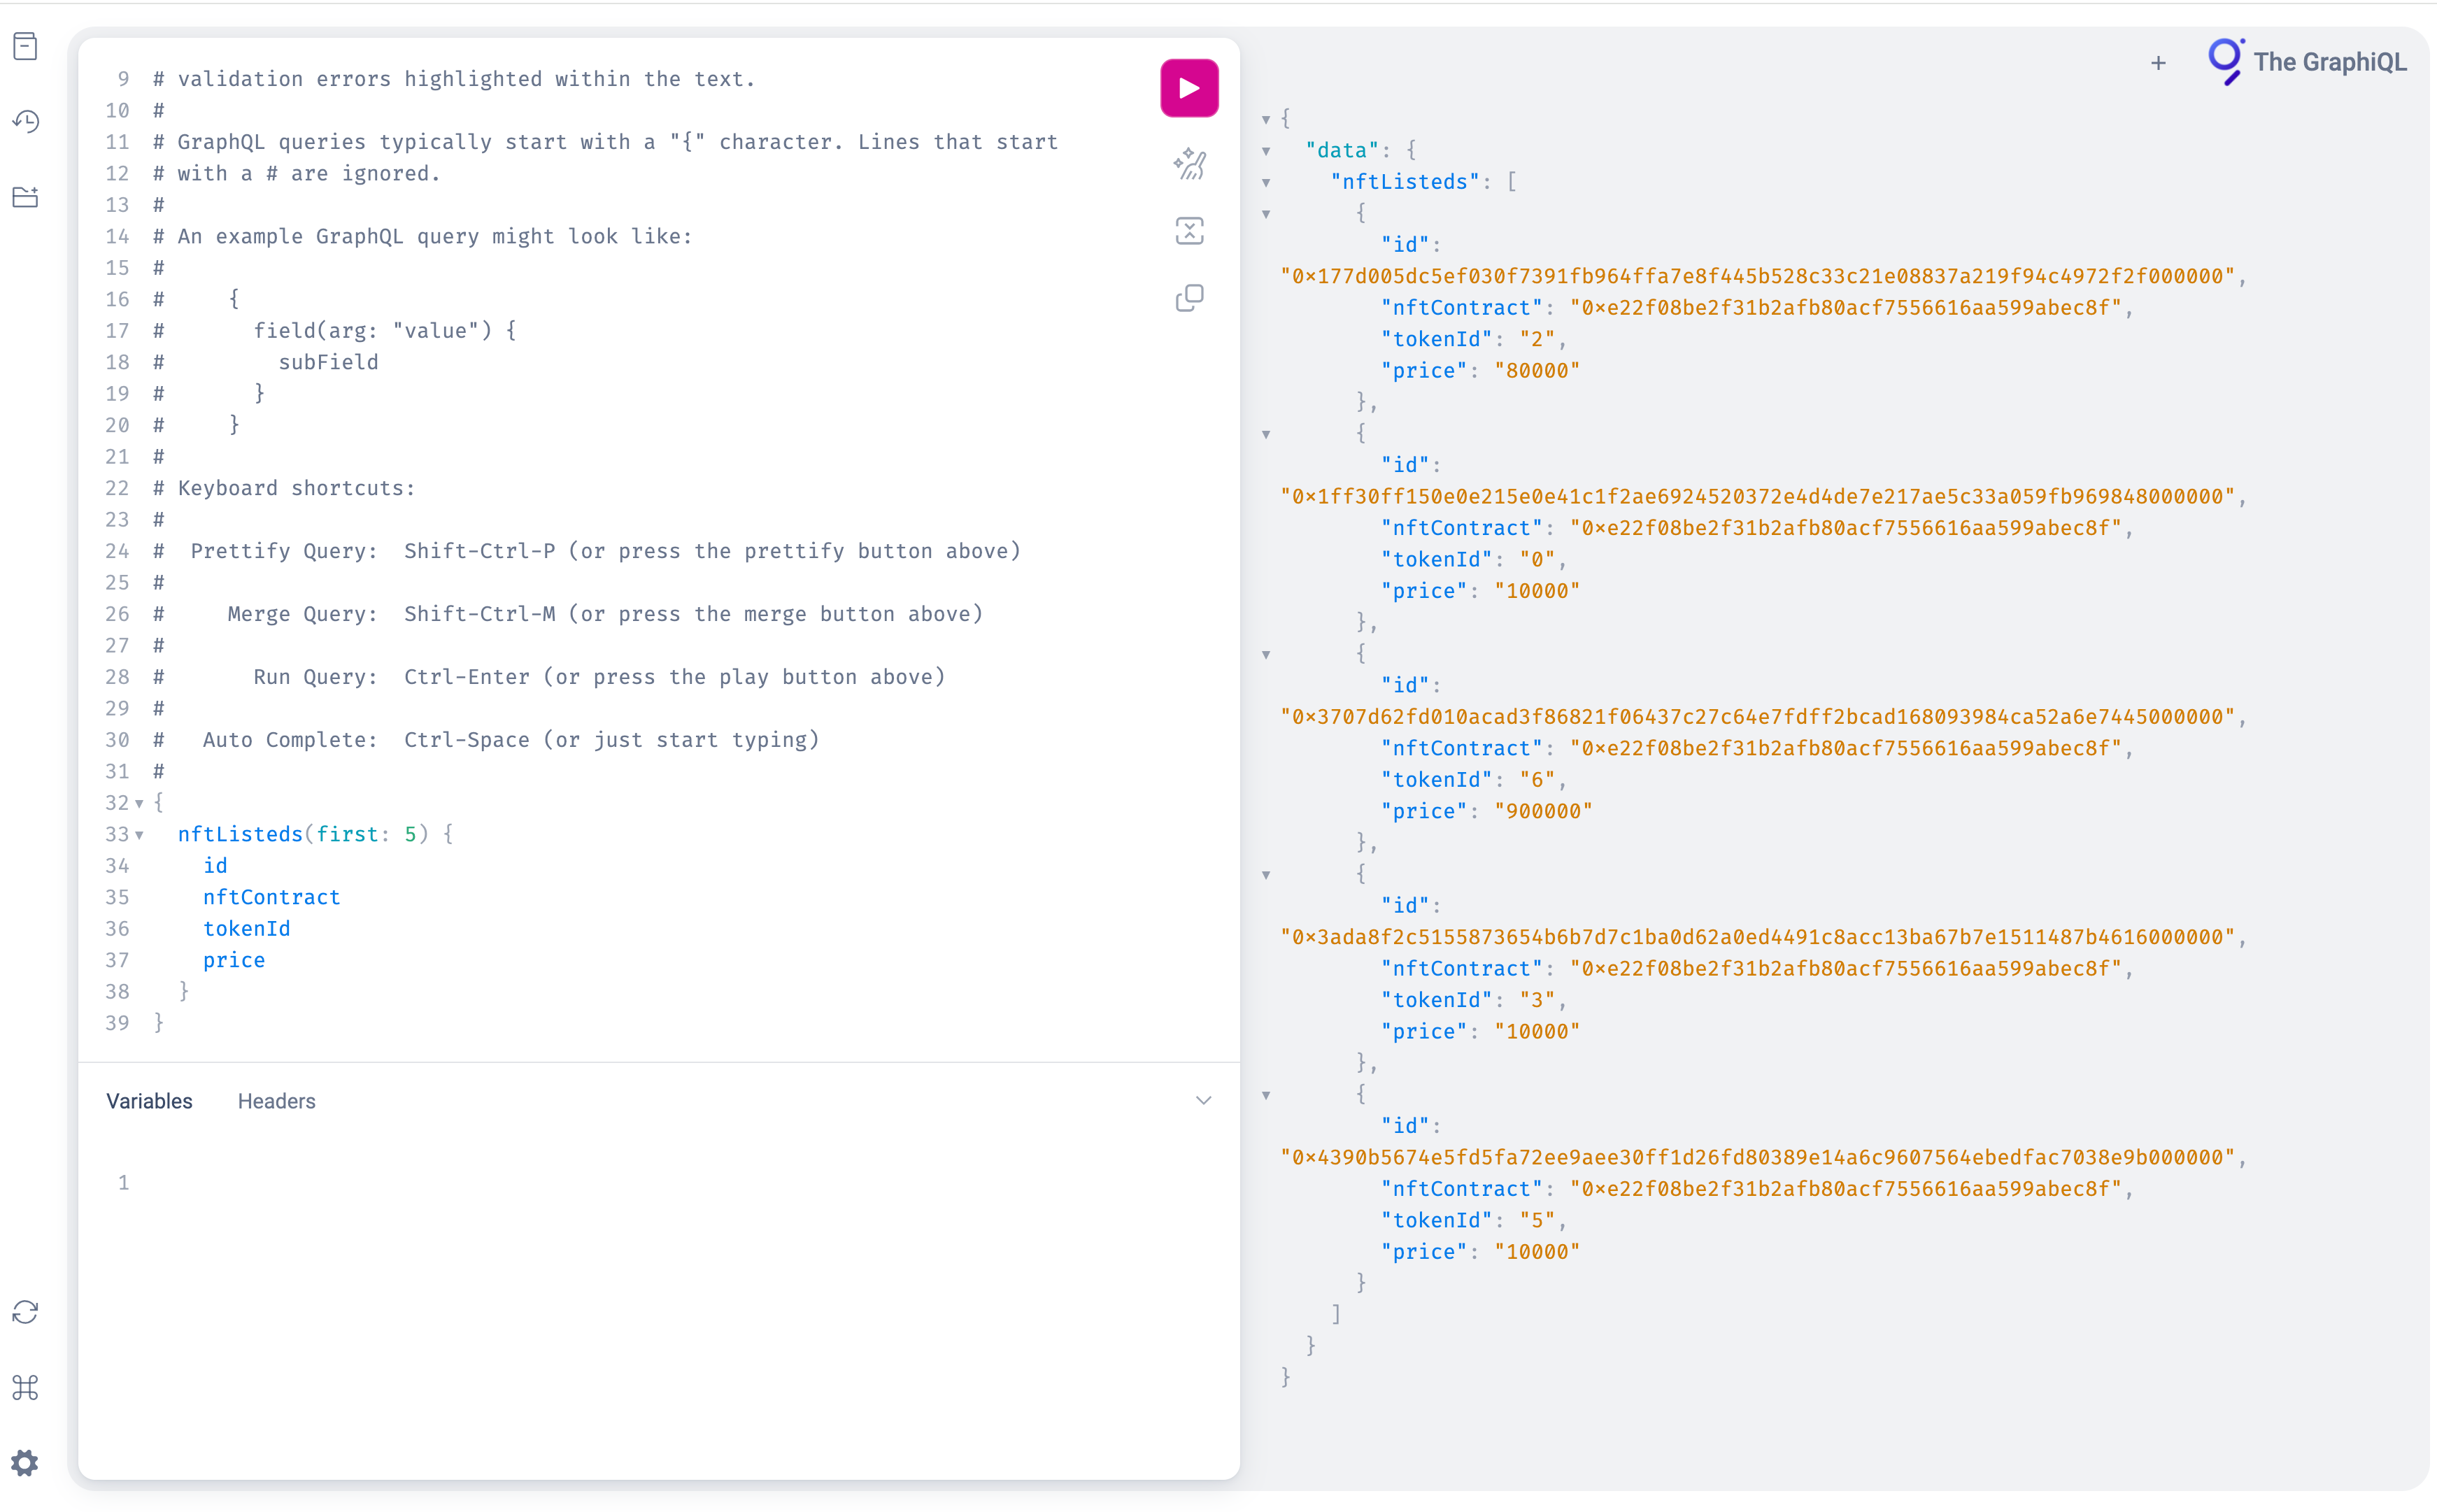 9 # validation errors highlighted within the text.
10 #
11 # GraphQL queries typically start with a "{" character. Lines that start
12 # with a # are ignored.
13 #
14 # An example GraphQL query might look like:
15 #
16 #     {
17 #       field(arg: "value") {
18 #         subField
19 #       }
20 #     }
21 #
22 # Keyboard shortcuts:
23 #
24 #  Prettify Query:  Shift-Ctrl-P (or press the prettify button above)
25 #
26 #     Merge Query:  Shift-Ctrl-M (or press the merge button above)
27 #
28 #       Run Query:  Ctrl-Enter (or press the play button above)
29 #
30 #   Auto Complete:  Ctrl-Space (or just start typing)
31 #
32 {
33   nftListeds(first: 5) {
34     id
35     nftContract
36     tokenId
37     price
38   }
39 }
Variables Headers
1
+ The GraphiQL
{
  "data": {
    "nftListeds": [
      {
        "id":
"0x177d005dc5ef030f7391fb964ffa7e8f445b528c33c21e08837a219f94c4972f2f000000",
        "nftContract": "0xe22f08be2f31b2afb80acf7556616aa599abec8f",
        "tokenId": "2",
        "price": "80000"
      },
      {
        "id":
"0x1ff30ff150e0e215e0e41c1f2ae6924520372e4d4de7e217ae5c33a059fb969848000000",
        "nftContract": "0xe22f08be2f31b2afb80acf7556616aa599abec8f",
        "tokenId": "0",
        "price": "10000"
      },
      {
        "id":
"0x3707d62fd010acad3f86821f06437c27c64e7fdff2bcad168093984ca52a6e7445000000",
        "nftContract": "0xe22f08be2f31b2afb80acf7556616aa599abec8f",
        "tokenId": "6",
        "price": "900000"
      },
      {
        "id":
"0x3ada8f2c5155873654b6b7d7c1ba0d62a0ed4491c8acc13ba67b7e1511487b4616000000",
        "nftContract": "0xe22f08be2f31b2afb80acf7556616aa599abec8f",
        "tokenId": "3",
        "price": "10000"
      },
      {
        "id":
"0x4390b5674e5fd5fa72ee9aee30ff1d26fd80389e14a6c9607564ebedfac7038e9b000000",
        "nftContract": "0xe22f08be2f31b2afb80acf7556616aa599abec8f",
        "tokenId": "5",
        "price": "10000"
      }
    ]
  }
}